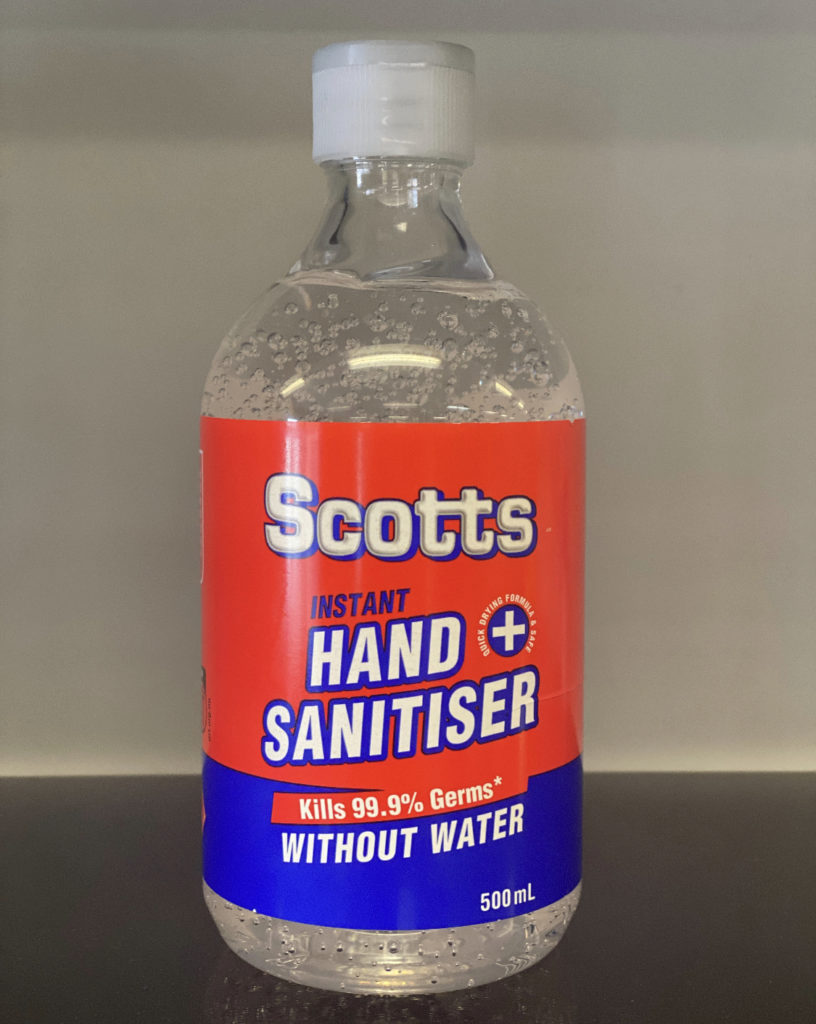 Scotts
INSTANT
HAND
QUICK DRYING FORMULA & SAFE
SANITISER
Kills 99.9% Germs*
WITHOUT WATER
500mL